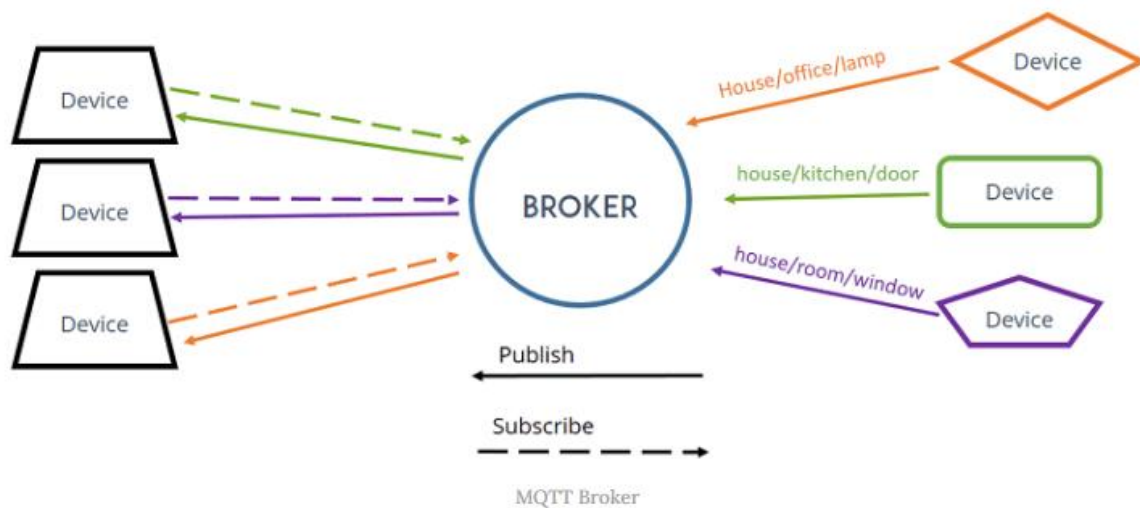 Device
House/office/lamp
Device
Device
house/kitchen/door
Device
BROKER
Device
house/room/window
Device
Publish
Subscribe
MQTT Broker